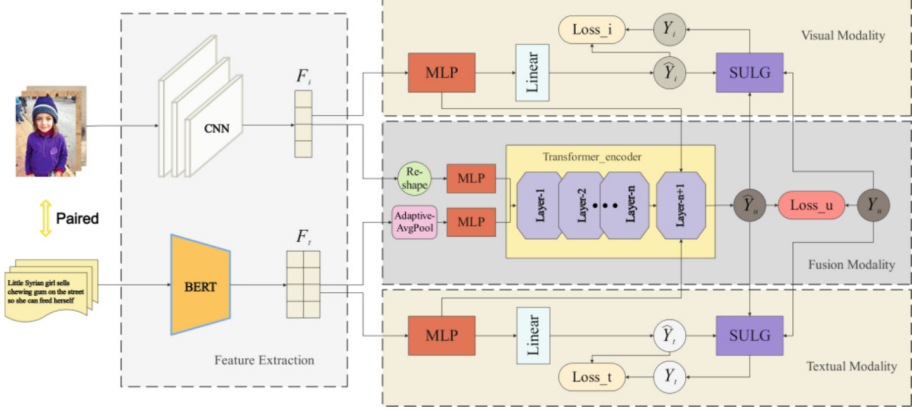 Paired
Little Syrian girl sells
chewing gum on the street
so she can feed herself
CNN
BERT
F_i
F_t
Feature Extraction
MLP
Linear
Loss_i
Y_i
Ŷ_i
SULG
Visual Modality
Re-
shape
MLP
Adaptive-
AvgPool
MLP
Transformer_encoder
Layer-1
Layer-2
•••
Layer-n
Layer-n+1
Ŷ_u
Loss_u
Y_u
Fusion Modality
MLP
Linear
Ŷ_t
Loss_t
Y_t
SULG
Textual Modality